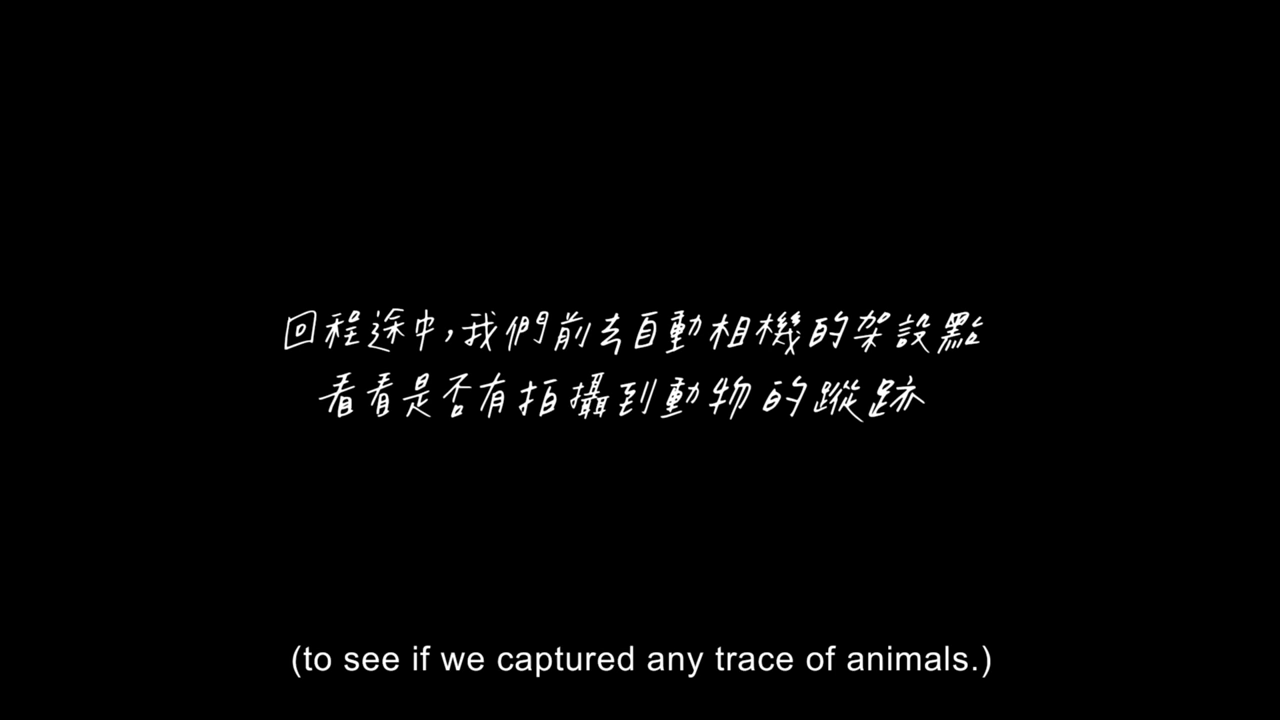 回程途中，我們前去自動相機的架設點
看看是否有拍攝到動物的蹤跡
(to see if we captured any trace of animals.)